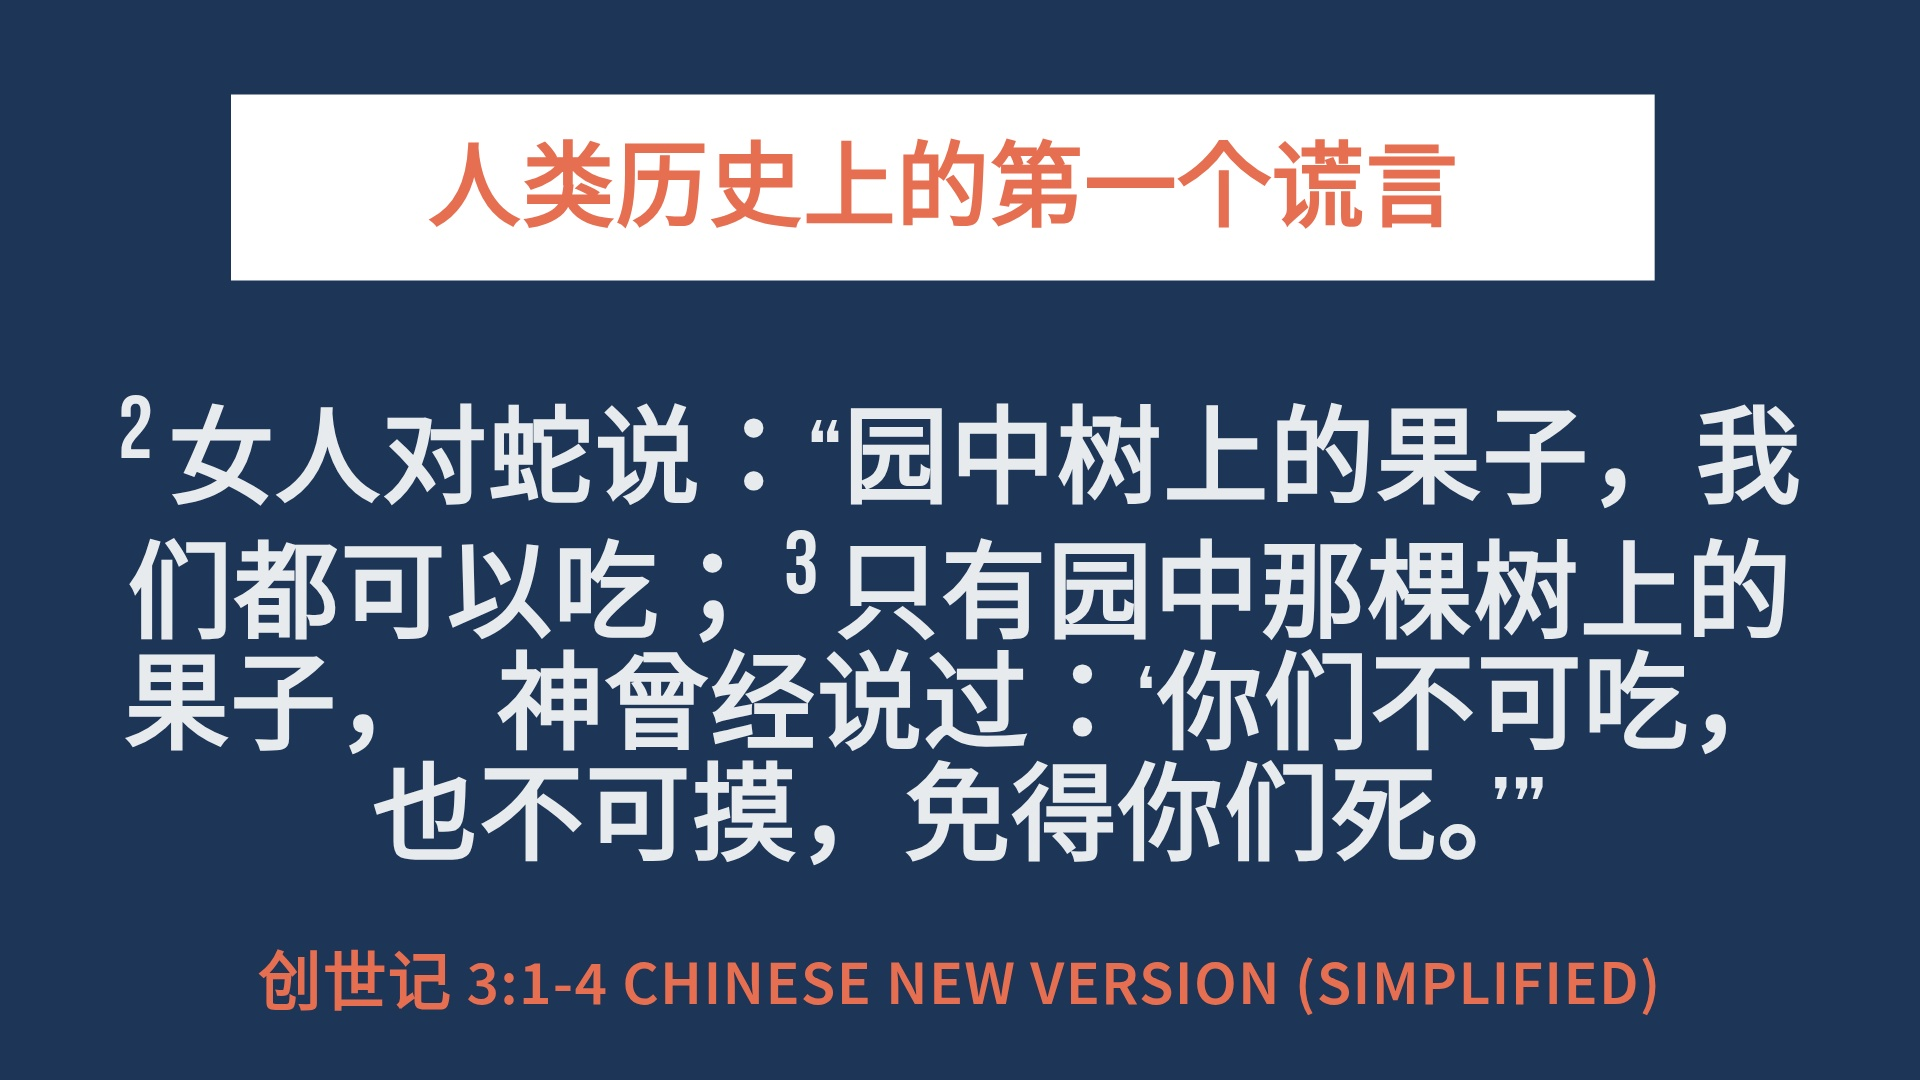 人类历史上的第一个谎言
2 女人对蛇说：“园中树上的果子，我
们都可以吃；3 只有园中那棵树上的
果子， 神曾经说过：‘你们不可吃，
也不可摸，免得你们死。’”
创世记 3:1-4 CHINESE NEW VERSION (SIMPLIFIED)